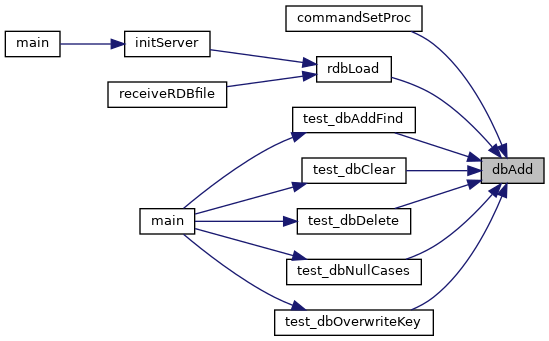 commandSetProc
main
initServer
rdbLoad
receiveRDBfile
test_dbAddFind
test_dbClear
dbAdd
main
test_dbDelete
test_dbNullCases
test_dbOverwriteKey